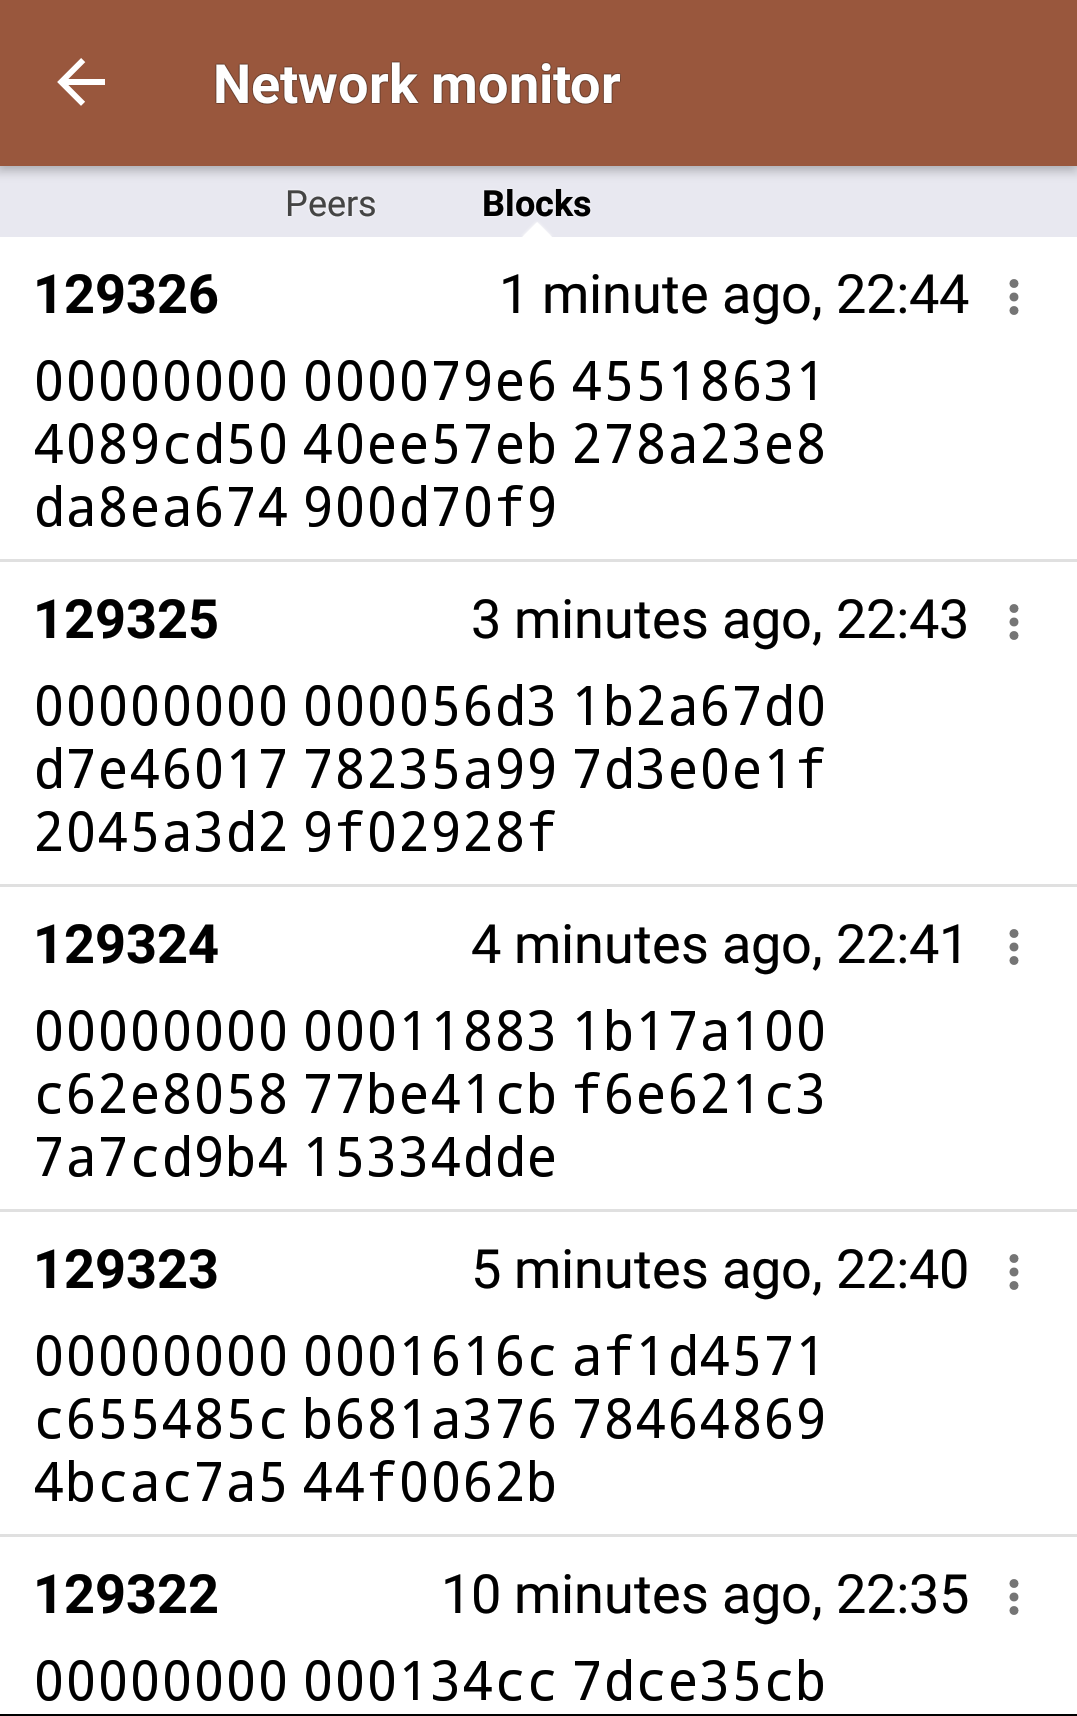 Network monitor
Peers Blocks
129326 1 minute ago, 22:44
00000000 000079e6 45518631
4089cd50 40ee57eb 278a23e8
da8ea674 900d70f9
129325 3 minutes ago, 22:43
00000000 000056d3 1b2a67d0
d7e46017 78235a99 7d3e0e1f
2045a3d2 9f02928f
129324 4 minutes ago, 22:41
00000000 00011883 1b17a100
c62e8058 77be41cb f6e621c3
7a7cd9b4 15334dde
129323 5 minutes ago, 22:40
00000000 0001616c af1d4571
c655485c b681a376 78464869
4bcac7a5 44f0062b
129322 10 minutes ago, 22:35
00000000 000134cc 7dce35cb